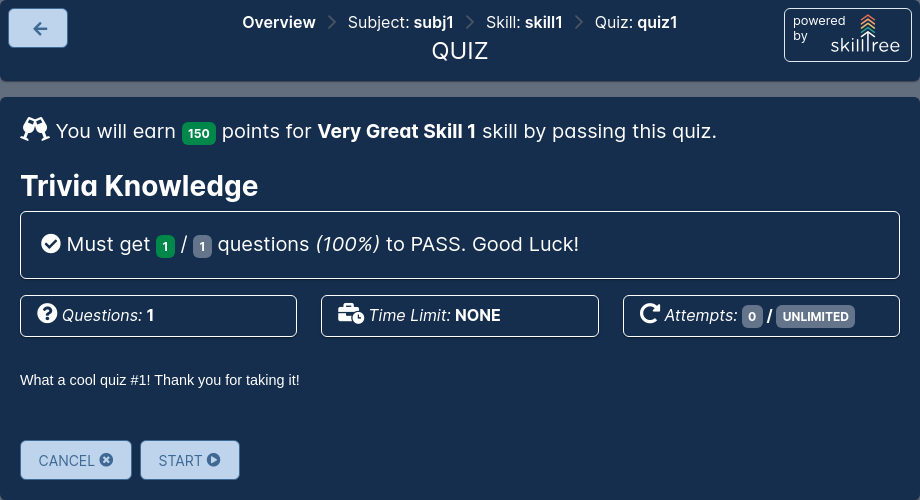 Overview Subject: subj1 Skill: skill1 Quiz: quiz1
QUIZ
powered
by
skilltree
You will earn 150 points for Very Great Skill 1 skill by passing this quiz.
Trivia Knowledge
Must get 1 / 1 questions (100%) to PASS. Good Luck!
Questions: 1
Time Limit: NONE
Attempts: 0 / UNLIMITED
What a cool quiz #1! Thank you for taking it!
CANCEL
START